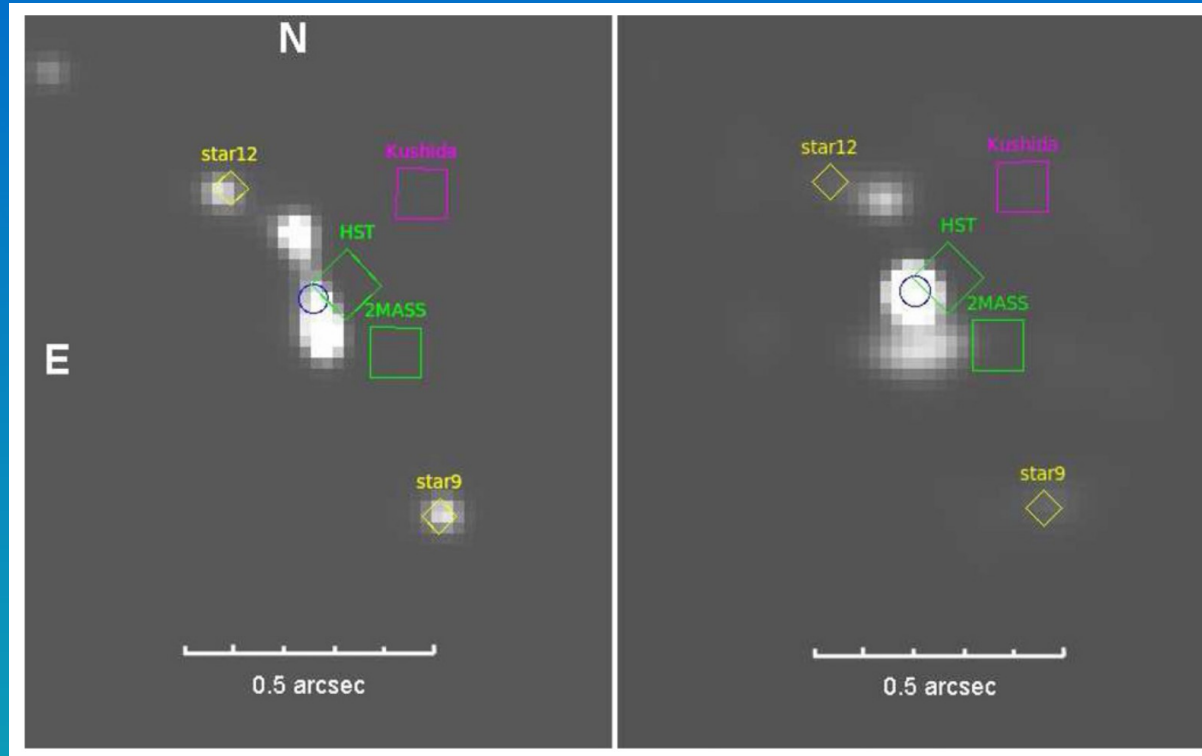 N
star12
Kushida
HST
2MASS
E
star9
0.5 arcsec
star12
Kushida
HST
2MASS
star9
0.5 arcsec